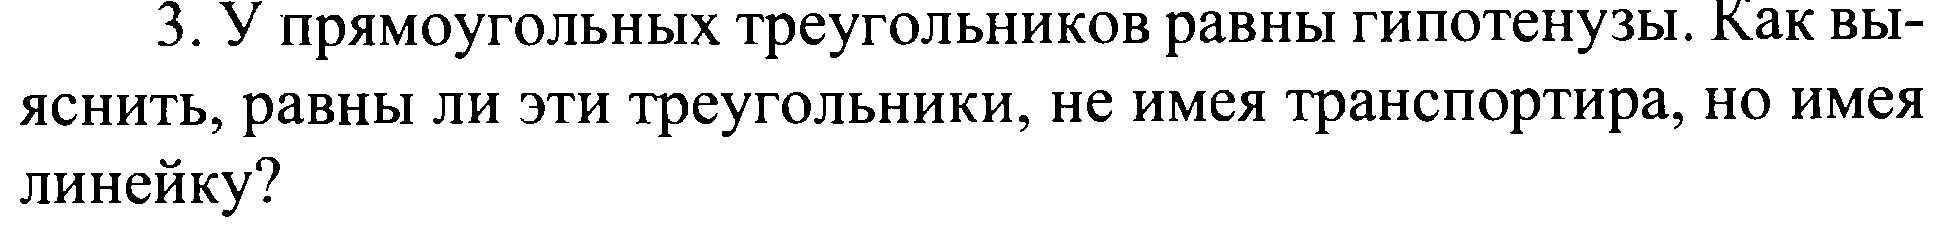 3. У прямоугольных треугольников равны гипотенузы. Как вы-
яснить, равны ли эти треугольники, не имея транспортира, но имея
линейку?